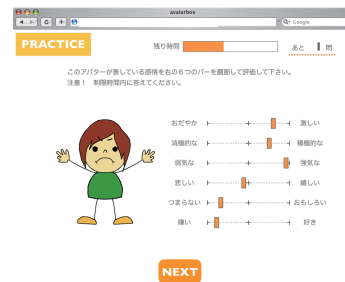 avatarbox
Google
PRACTICE
残り時間
あと 1 問
このアバターが表している感情を右の６つのバーを調節して評価して下さい。
注意！ 制限時間内に答えてください。
おだやか 激しい
消極的な 積極的な
弱気な 強気な
悲しい 嬉しい
つまらない おもしろい
嫌い 好き
NEXT